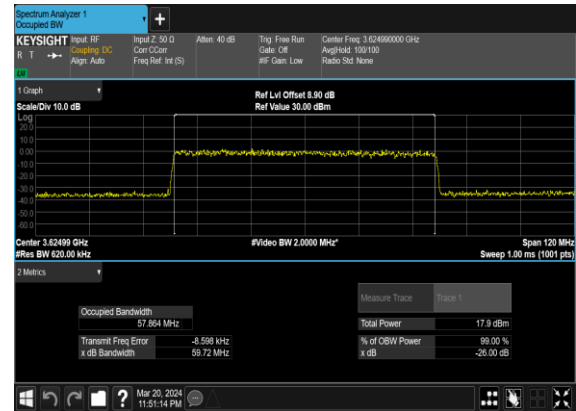 Spectrum Analyzer 1
Occupied BW
+
KEYSIGHT
R T
LXI
Input: RF
Coupling: DC
Align: Auto
Input Z: 50 Ω
Corr CCorr
Freq Ref: Int (S)
Atten: 40 dB
Trig: Free Run
Gate: Off
#IF Gain: Low
Center Freq: 3.624990000 GHz
Avg|Hold: 100/100
Radio Std: None
1 Graph
Scale/Div 10.0 dB
Ref Lvl Offset 8.90 dB
Ref Value 30.00 dBm
Log
20.0
10.0
0.00
-10.0
-20.0
-30.0
-40.0
-50.0
-60.0
Center 3.62499 GHz
#Video BW 2.0000 MHz*
Span 120 MHz
#Res BW 620.00 kHz
Sweep 1.00 ms (1001 pts)
2 Metrics
Measure Trace
Trace 1
Occupied Bandwidth
57.864 MHz
Total Power
17.9 dBm
Transmit Freq Error
-8.598 kHz
% of OBW Power
99.00 %
x dB Bandwidth
59.72 MHz
x dB
-26.00 dB
?
Mar 20, 2024
11:51:14 PM